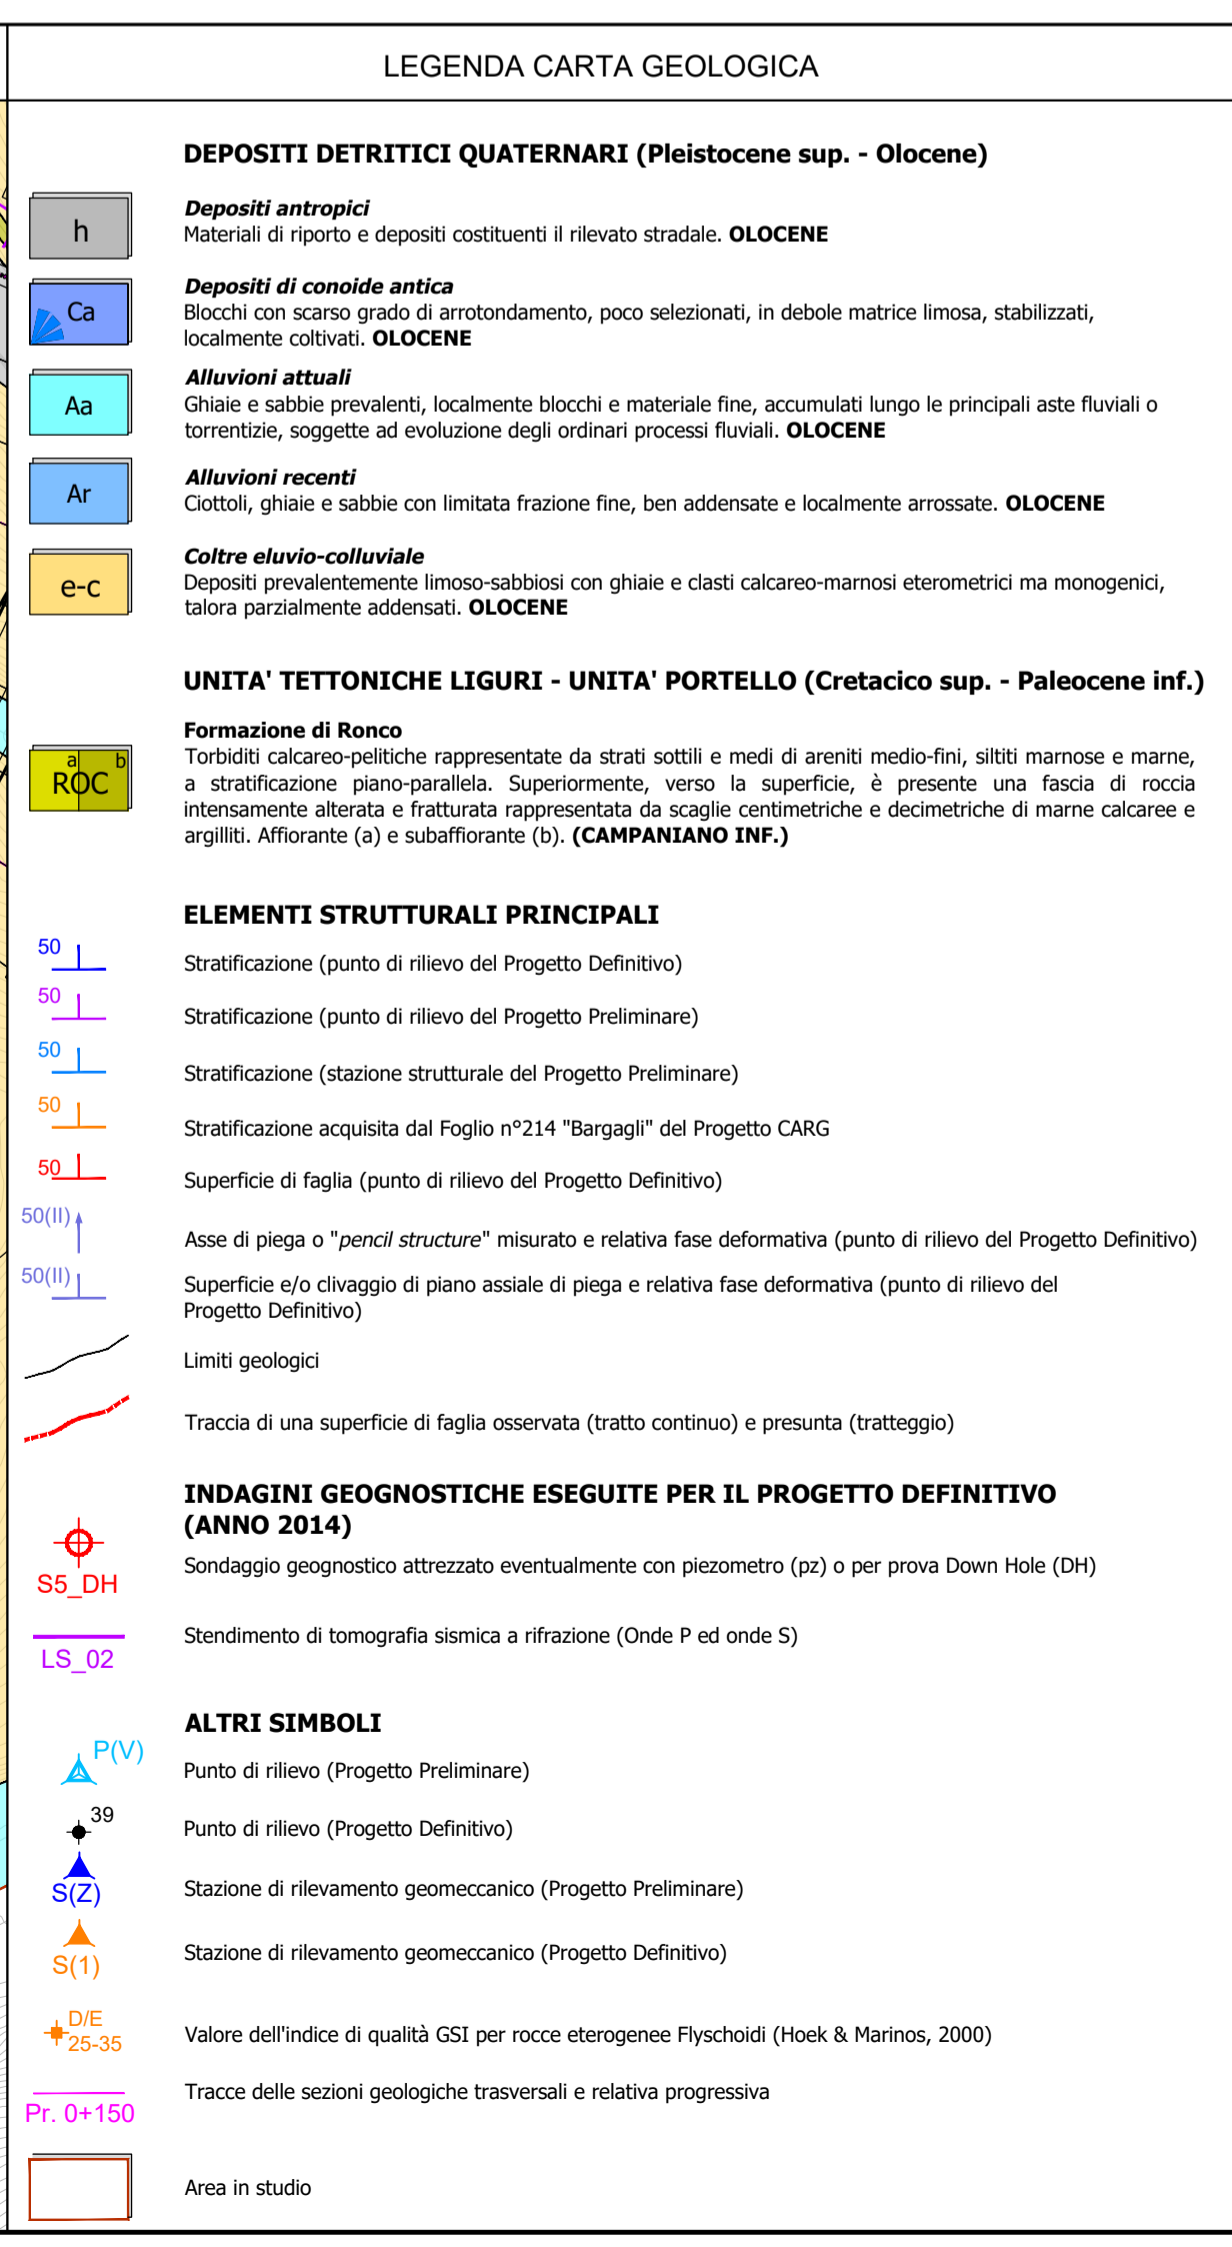 LEGENDA CARTA GEOLOGICA
DEPOSITI DETRITICI QUATERNARI (Pleistocene sup. - Olocene)
h
Depositi antropici
Materiali di riporto e depositi costituenti il rilevato stradale. OLOCENE
Ca
Depositi di conoide antica
Blocchi con scarso grado di arrotondamento, poco selezionati, in debole matrice limosa, stabilizzati,
localmente coltivati. OLOCENE
Aa
Alluvioni attuali
Ghiaie e sabbie prevalenti, localmente blocchi e materiale fine, accumulati lungo le principali aste fluviali o
torrentizie, soggette ad evoluzione degli ordinari processi fluviali. OLOCENE
Ar
Alluvioni recenti
Ciottoli, ghiaie e sabbie con limitata frazione fine, ben addensate e localmente arrossate. OLOCENE
e-c
Coltre eluvio-colluviale
Depositi prevalentemente limoso-sabbiosi con ghiaie e clasti calcareo-marnosi eterometrici ma monogenici,
talora parzialmente addensati. OLOCENE
UNITA' TETTONICHE LIGURI - UNITA' PORTELLO (Cretacico sup. - Paleocene inf.)
a b
ROC
Formazione di Ronco
Torbiditi calcareo-pelitiche rappresentate da strati sottili e medi di areniti medio-fini, siltiti marnose e marne,
a stratificazione piano-parallela. Superiormente, verso la superficie, è presente una fascia di roccia
intensamente alterata e fratturata rappresentata da scaglie centimetriche e decimetriche di marne calcaree e
argilliti. Affiorante (a) e subaffiorante (b). (CAMPANIANO INF.)
ELEMENTI STRUTTURALI PRINCIPALI
50
Stratificazione (punto di rilievo del Progetto Definitivo)
50
Stratificazione (punto di rilievo del Progetto Preliminare)
50
Stratificazione (stazione strutturale del Progetto Preliminare)
50
Stratificazione acquisita dal Foglio n°214 "Bargagli" del Progetto CARG
50
Superficie di faglia (punto di rilievo del Progetto Definitivo)
50(II)
Asse di piega o "pencil structure" misurato e relativa fase deformativa (punto di rilievo del Progetto Definitivo)
50(II)
Superficie e/o clivaggio di piano assiale di piega e relativa fase deformativa (punto di rilievo del
Progetto Definitivo)
Limiti geologici
Traccia di una superficie di faglia osservata (tratto continuo) e presunta (tratteggio)
INDAGINI GEOGNOSTICHE ESEGUITE PER IL PROGETTO DEFINITIVO
(ANNO 2014)
S5_DH
Sondaggio geognostico attrezzato eventualmente con piezometro (pz) o per prova Down Hole (DH)
LS_02
Stendimento di tomografia sismica a rifrazione (Onde P ed onde S)
ALTRI SIMBOLI
P(V)
Punto di rilievo (Progetto Preliminare)
39
Punto di rilievo (Progetto Definitivo)
S(Z)
Stazione di rilevamento geomeccanico (Progetto Preliminare)
S(1)
Stazione di rilevamento geomeccanico (Progetto Definitivo)
D/E
25-35
Valore dell'indice di qualità GSI per rocce eterogenee Flyschoidi (Hoek & Marinos, 2000)
Pr. 0+150
Tracce delle sezioni geologiche trasversali e relativa progressiva
Area in studio